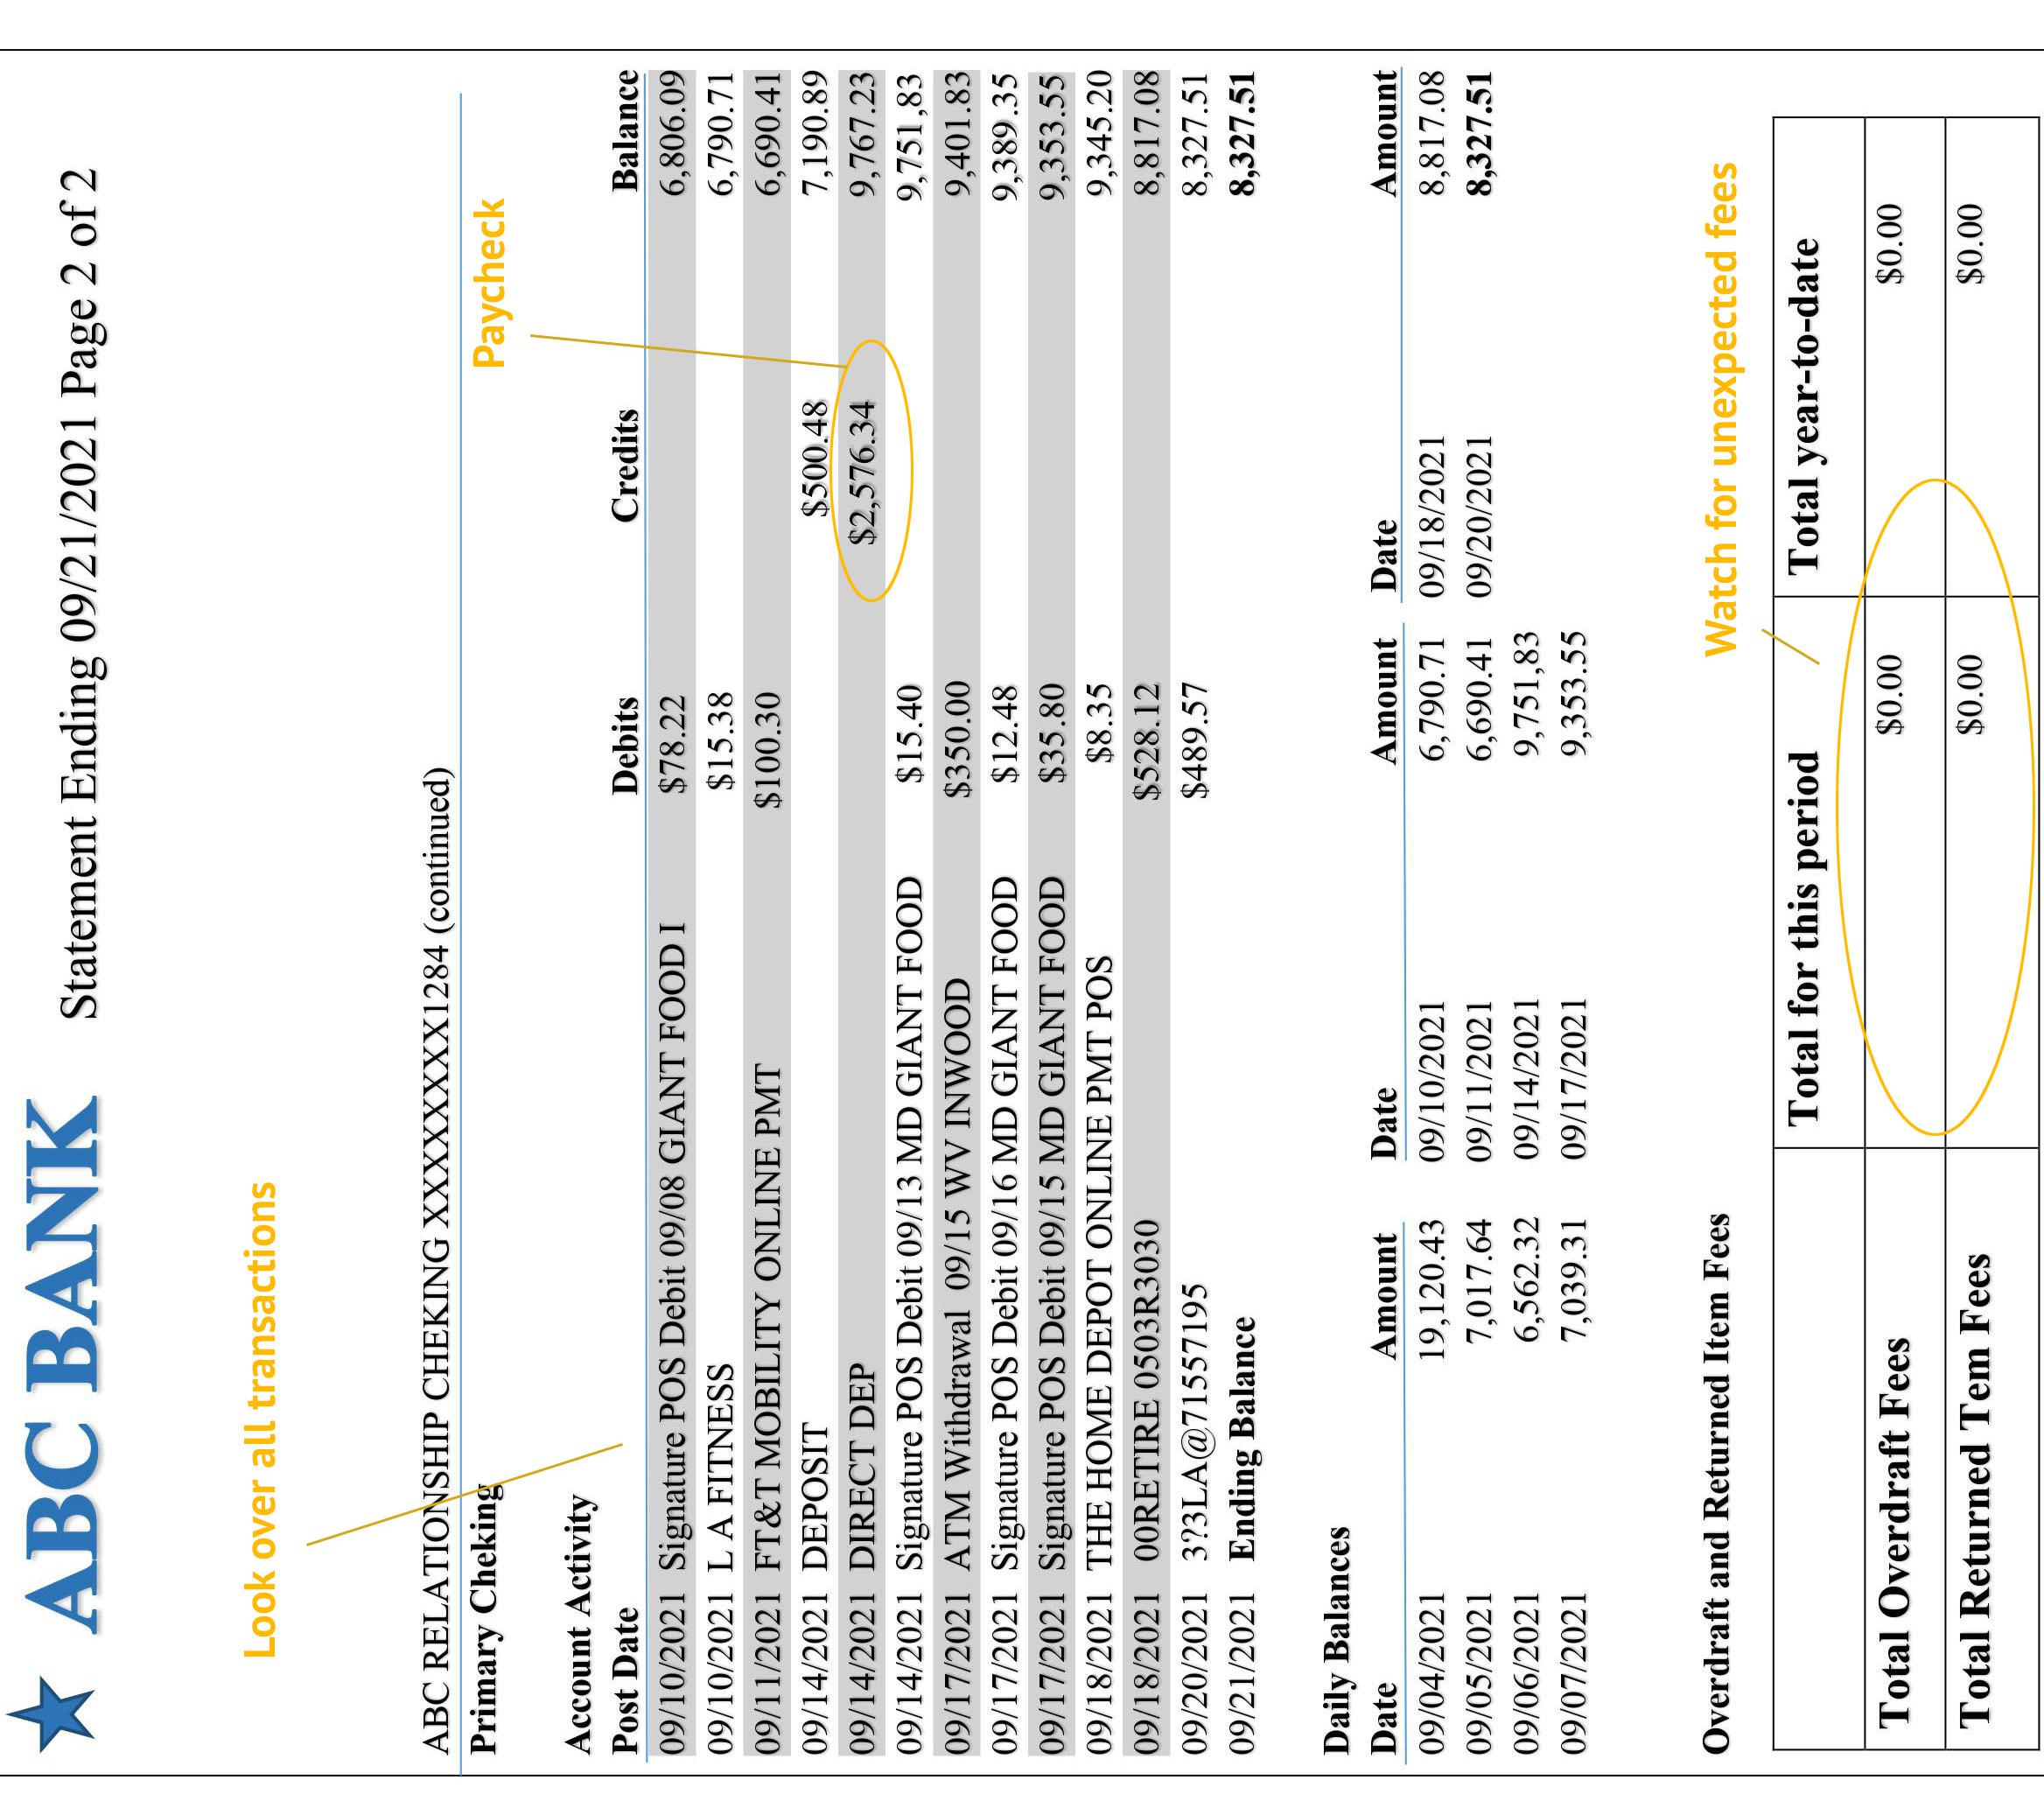 ABC BANK Statement Ending 09/21/2021 Page 2 of 2
Look over all transactions
ABC RELATIONSHIP CHEKING XXXXXXXXX1284 (continued)
Primary Cheking
Paycheck
Account Activity
Post Date Debits Credits Balance
09/10/2021 Signature POS Debit 09/08 GIANT FOOD I $78.22 6,806.09
09/10/2021 L A FITNESS $15.38 6,790.71
09/11/2021 FT&T MOBILITY ONLINE PMT $100.30 6,690.41
09/14/2021 DEPOSIT $500.48 7,190.89
09/14/2021 DIRECT DEP $2,576.34 9,767.23
09/14/2021 Signature POS Debit 09/13 MD GIANT FOOD $15.40 9,751,83
09/17/2021 ATM Withdrawal 09/15 WV INWOOD $350.00 9,401.83
09/17/2021 Signature POS Debit 09/16 MD GIANT FOOD $12.48 9,389.35
09/17/2021 Signature POS Debit 09/15 MD GIANT FOOD $35.80 9,353.55
09/18/2021 THE HOME DEPOT ONLINE PMT POS $8.35 9,345.20
09/18/2021 00RETIRE 0503R3030 $528.12 8,817.08
09/20/2021 3?3LA@71557195 $489.57 8,327.51
09/21/2021 Ending Balance 8,327.51
Daily Balances
Date Amount Date Amount Date Amount
09/04/2021 19,120.43 09/10/2021 6,790.71 09/18/2021 8,817.08
09/05/2021 7,017.64 09/11/2021 6,690.41 09/20/2021 8,327.51
09/06/2021 6,562.32 09/14/2021 9,751,83
09/07/2021 7,039.31 09/17/2021 9,353.55
Overdraft and Returned Item Fees
Watch for unexpected fees
Total for this period Total year-to-date
Total Overdraft Fees $0.00 $0.00
Total Returned Tem Fees $0.00 $0.00